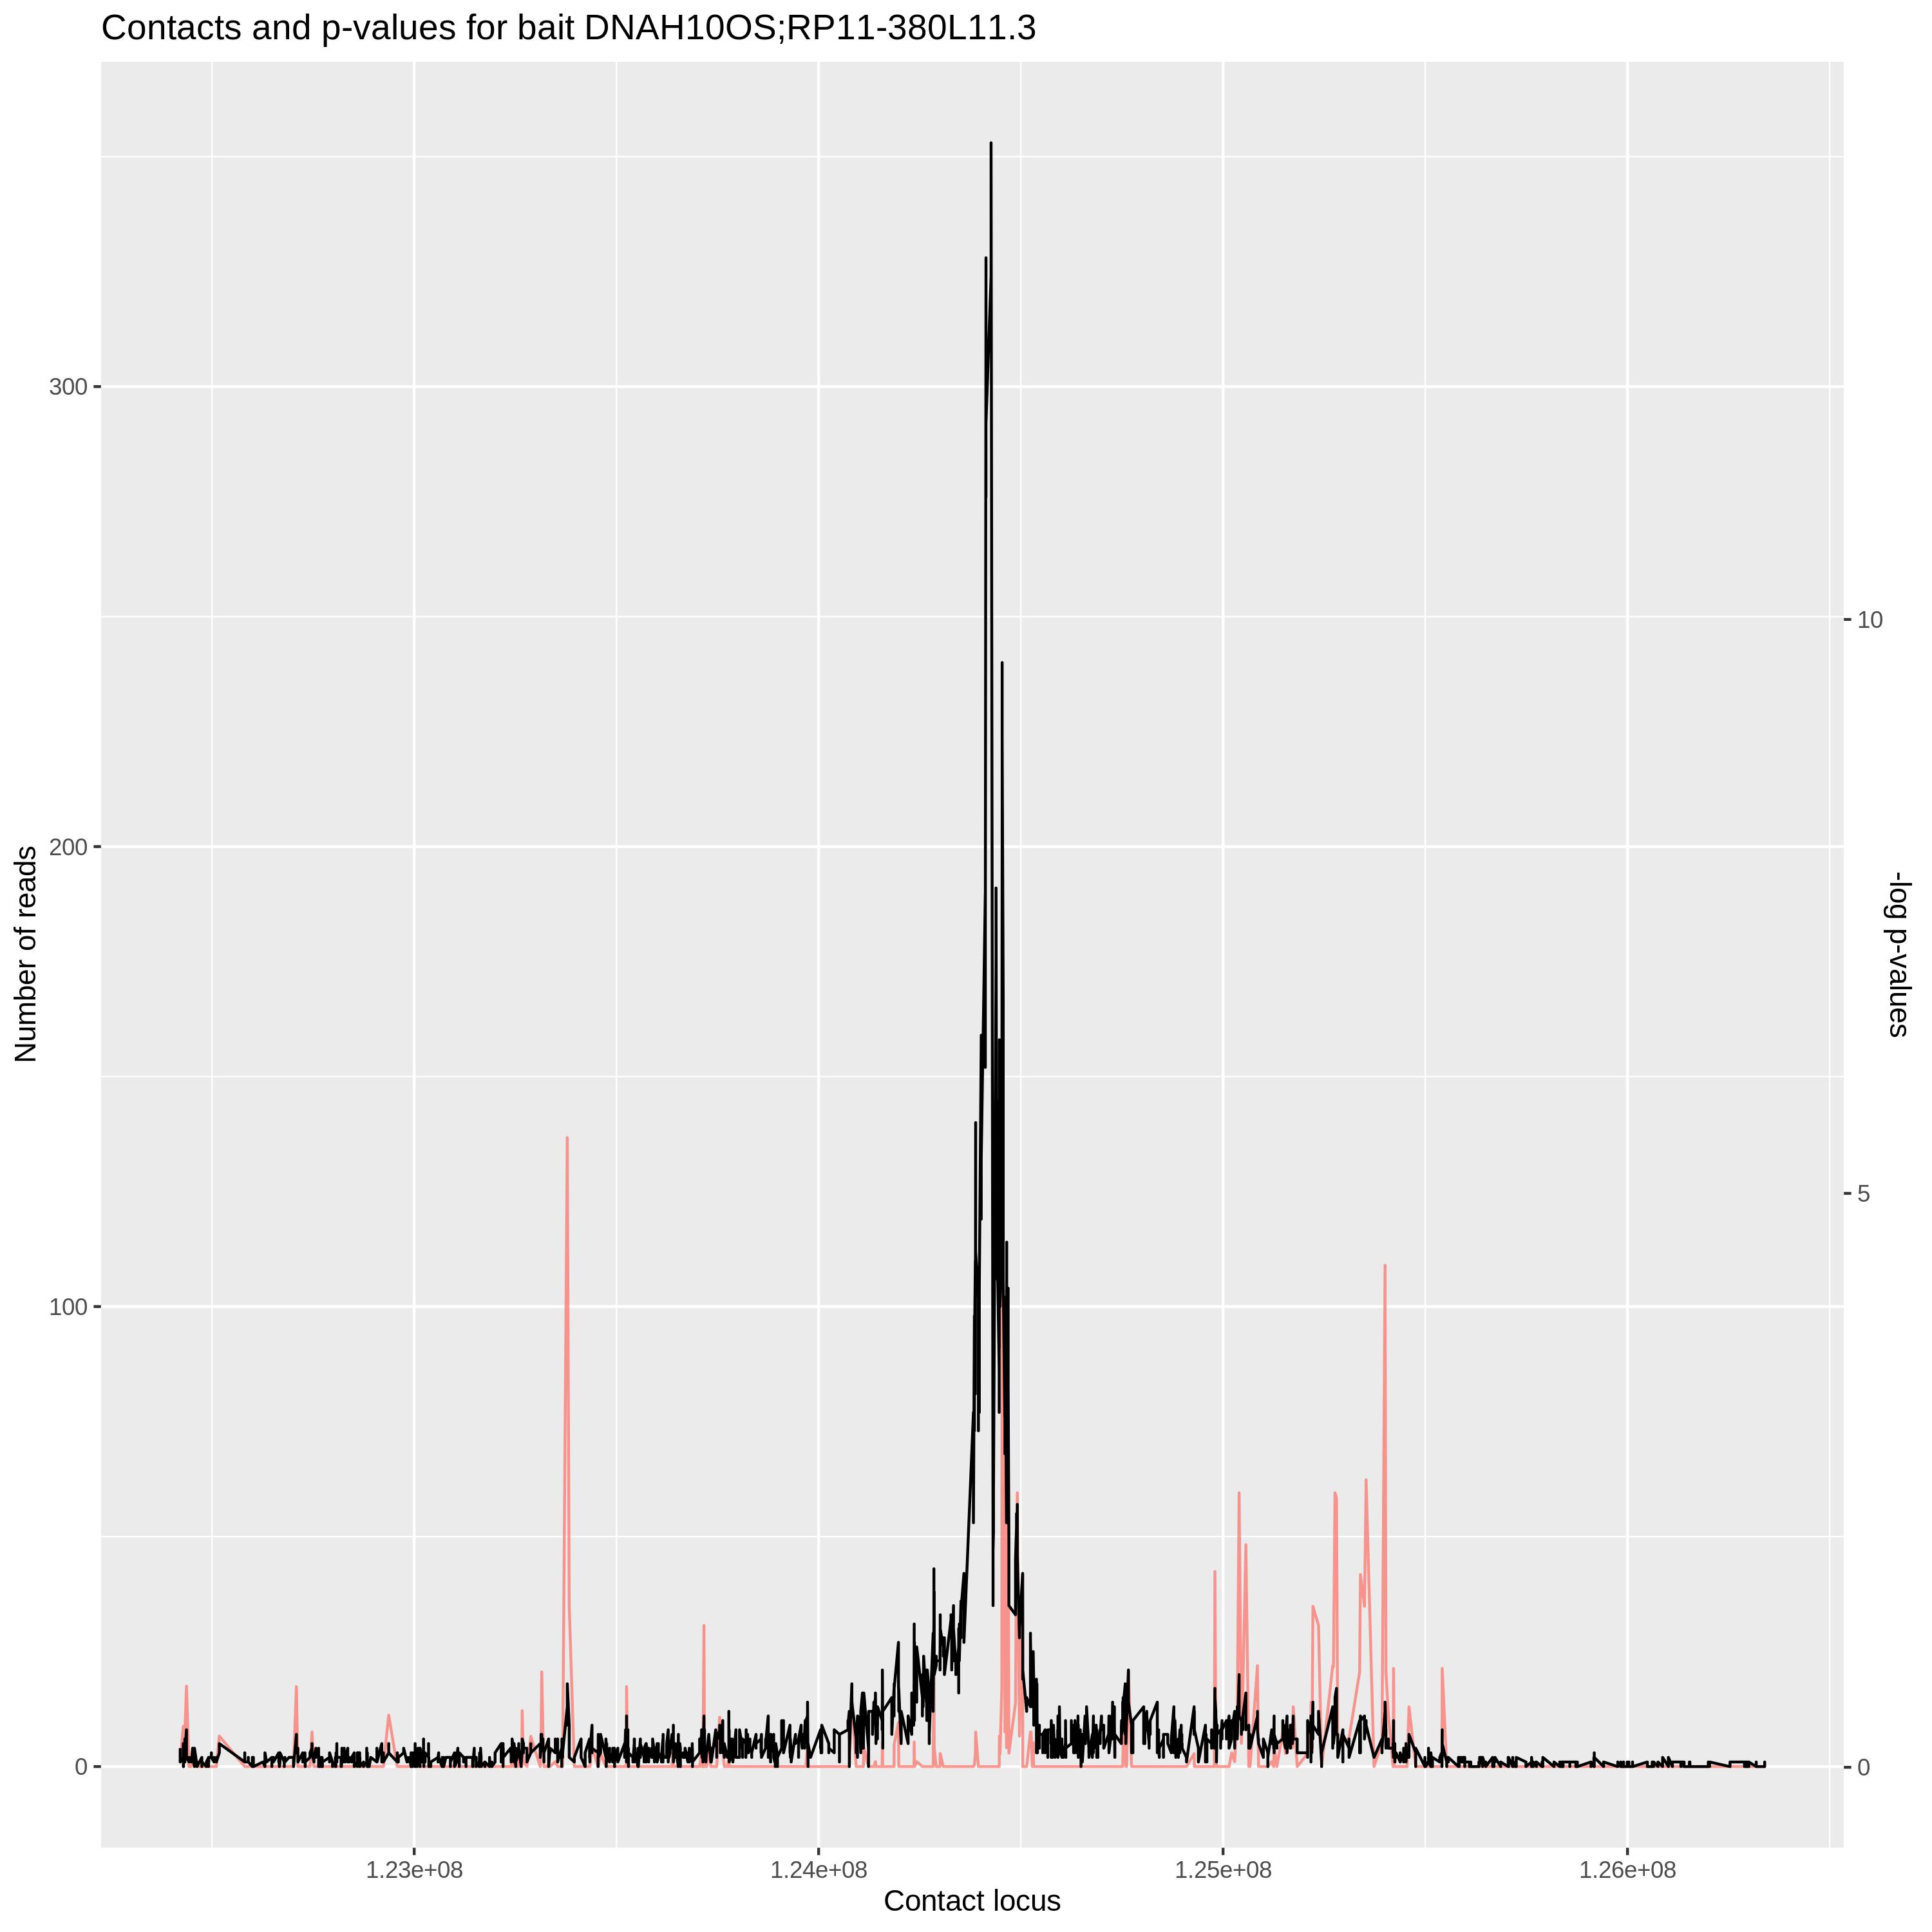 Contacts and p-values for bait DNAH10OS;RP11-380L11.3
Number of reads
300
200
100
0
10
5
0
-log p-values
1.23e+08
1.24e+08
1.25e+08
1.26e+08
Contact locus